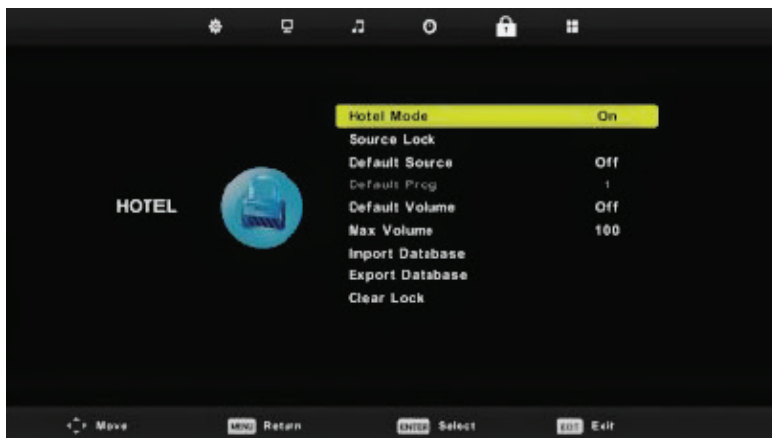 Hotel Mode On
Source Lock
Default Source Off
Default Prog 1
HOTEL
Default Volume Off
Max Volume 100
Import Database
Export Database
Clear Lock
Move MENU Return ENTER Select EXIT Exit